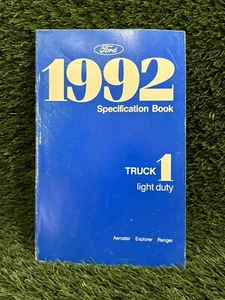 Ford
1992
Specification Book
TRUCK 1
light duty
Aerostar Explorer Ranger